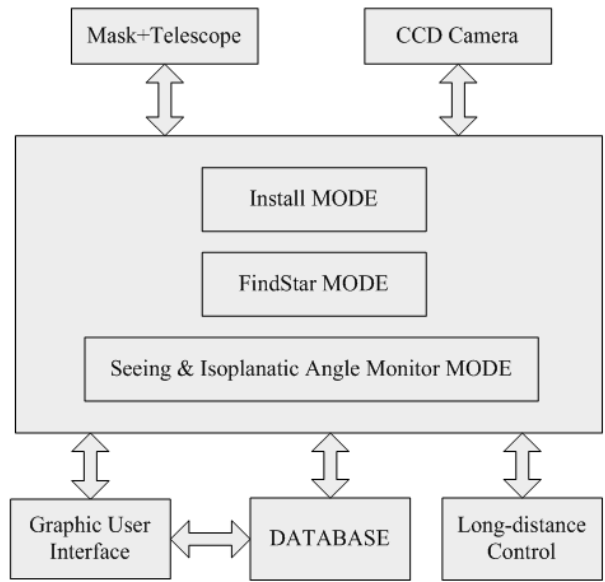 Mask+Telescope
CCD Camera
Install MODE
FindStar MODE
Seeing & Isoplanatic Angle Monitor MODE
Graphic User
Interface
DATABASE
Long-distance
Control